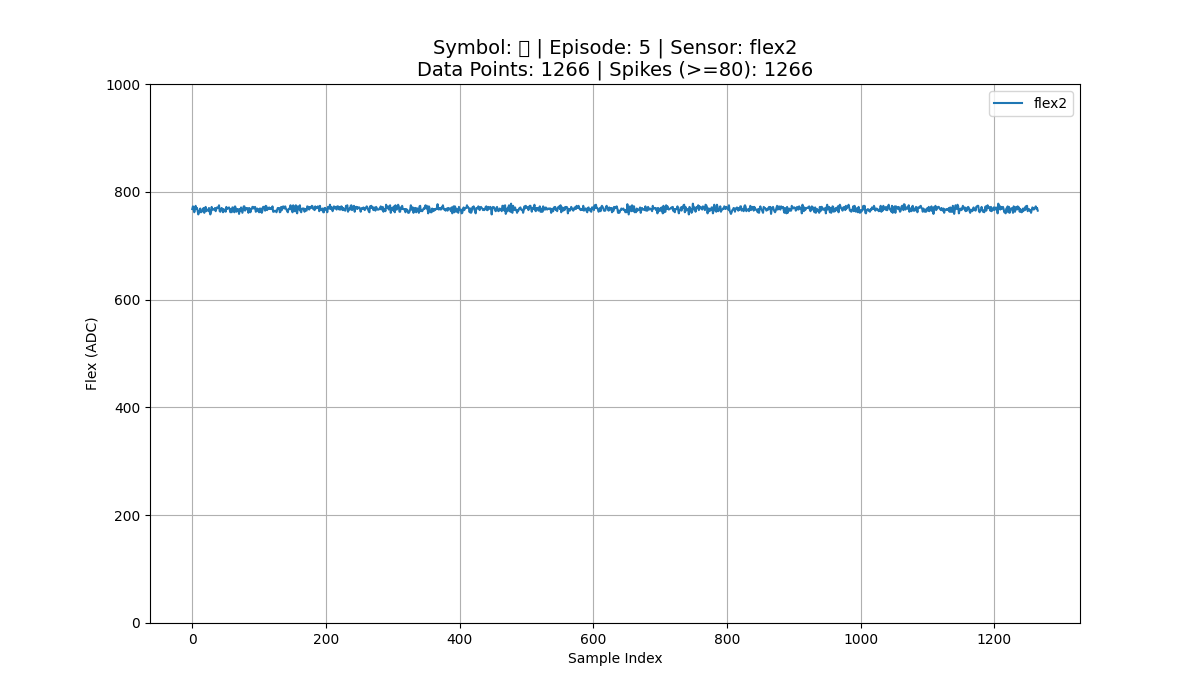 Symbol: | Episode: 5 | Sensor: flex2
Data Points: 1266 | Spikes (>=80): 1266
flex2
Flex (ADC)
1000
800
600
400
200
0
0 200 400 600 800 1000 1200
Sample Index